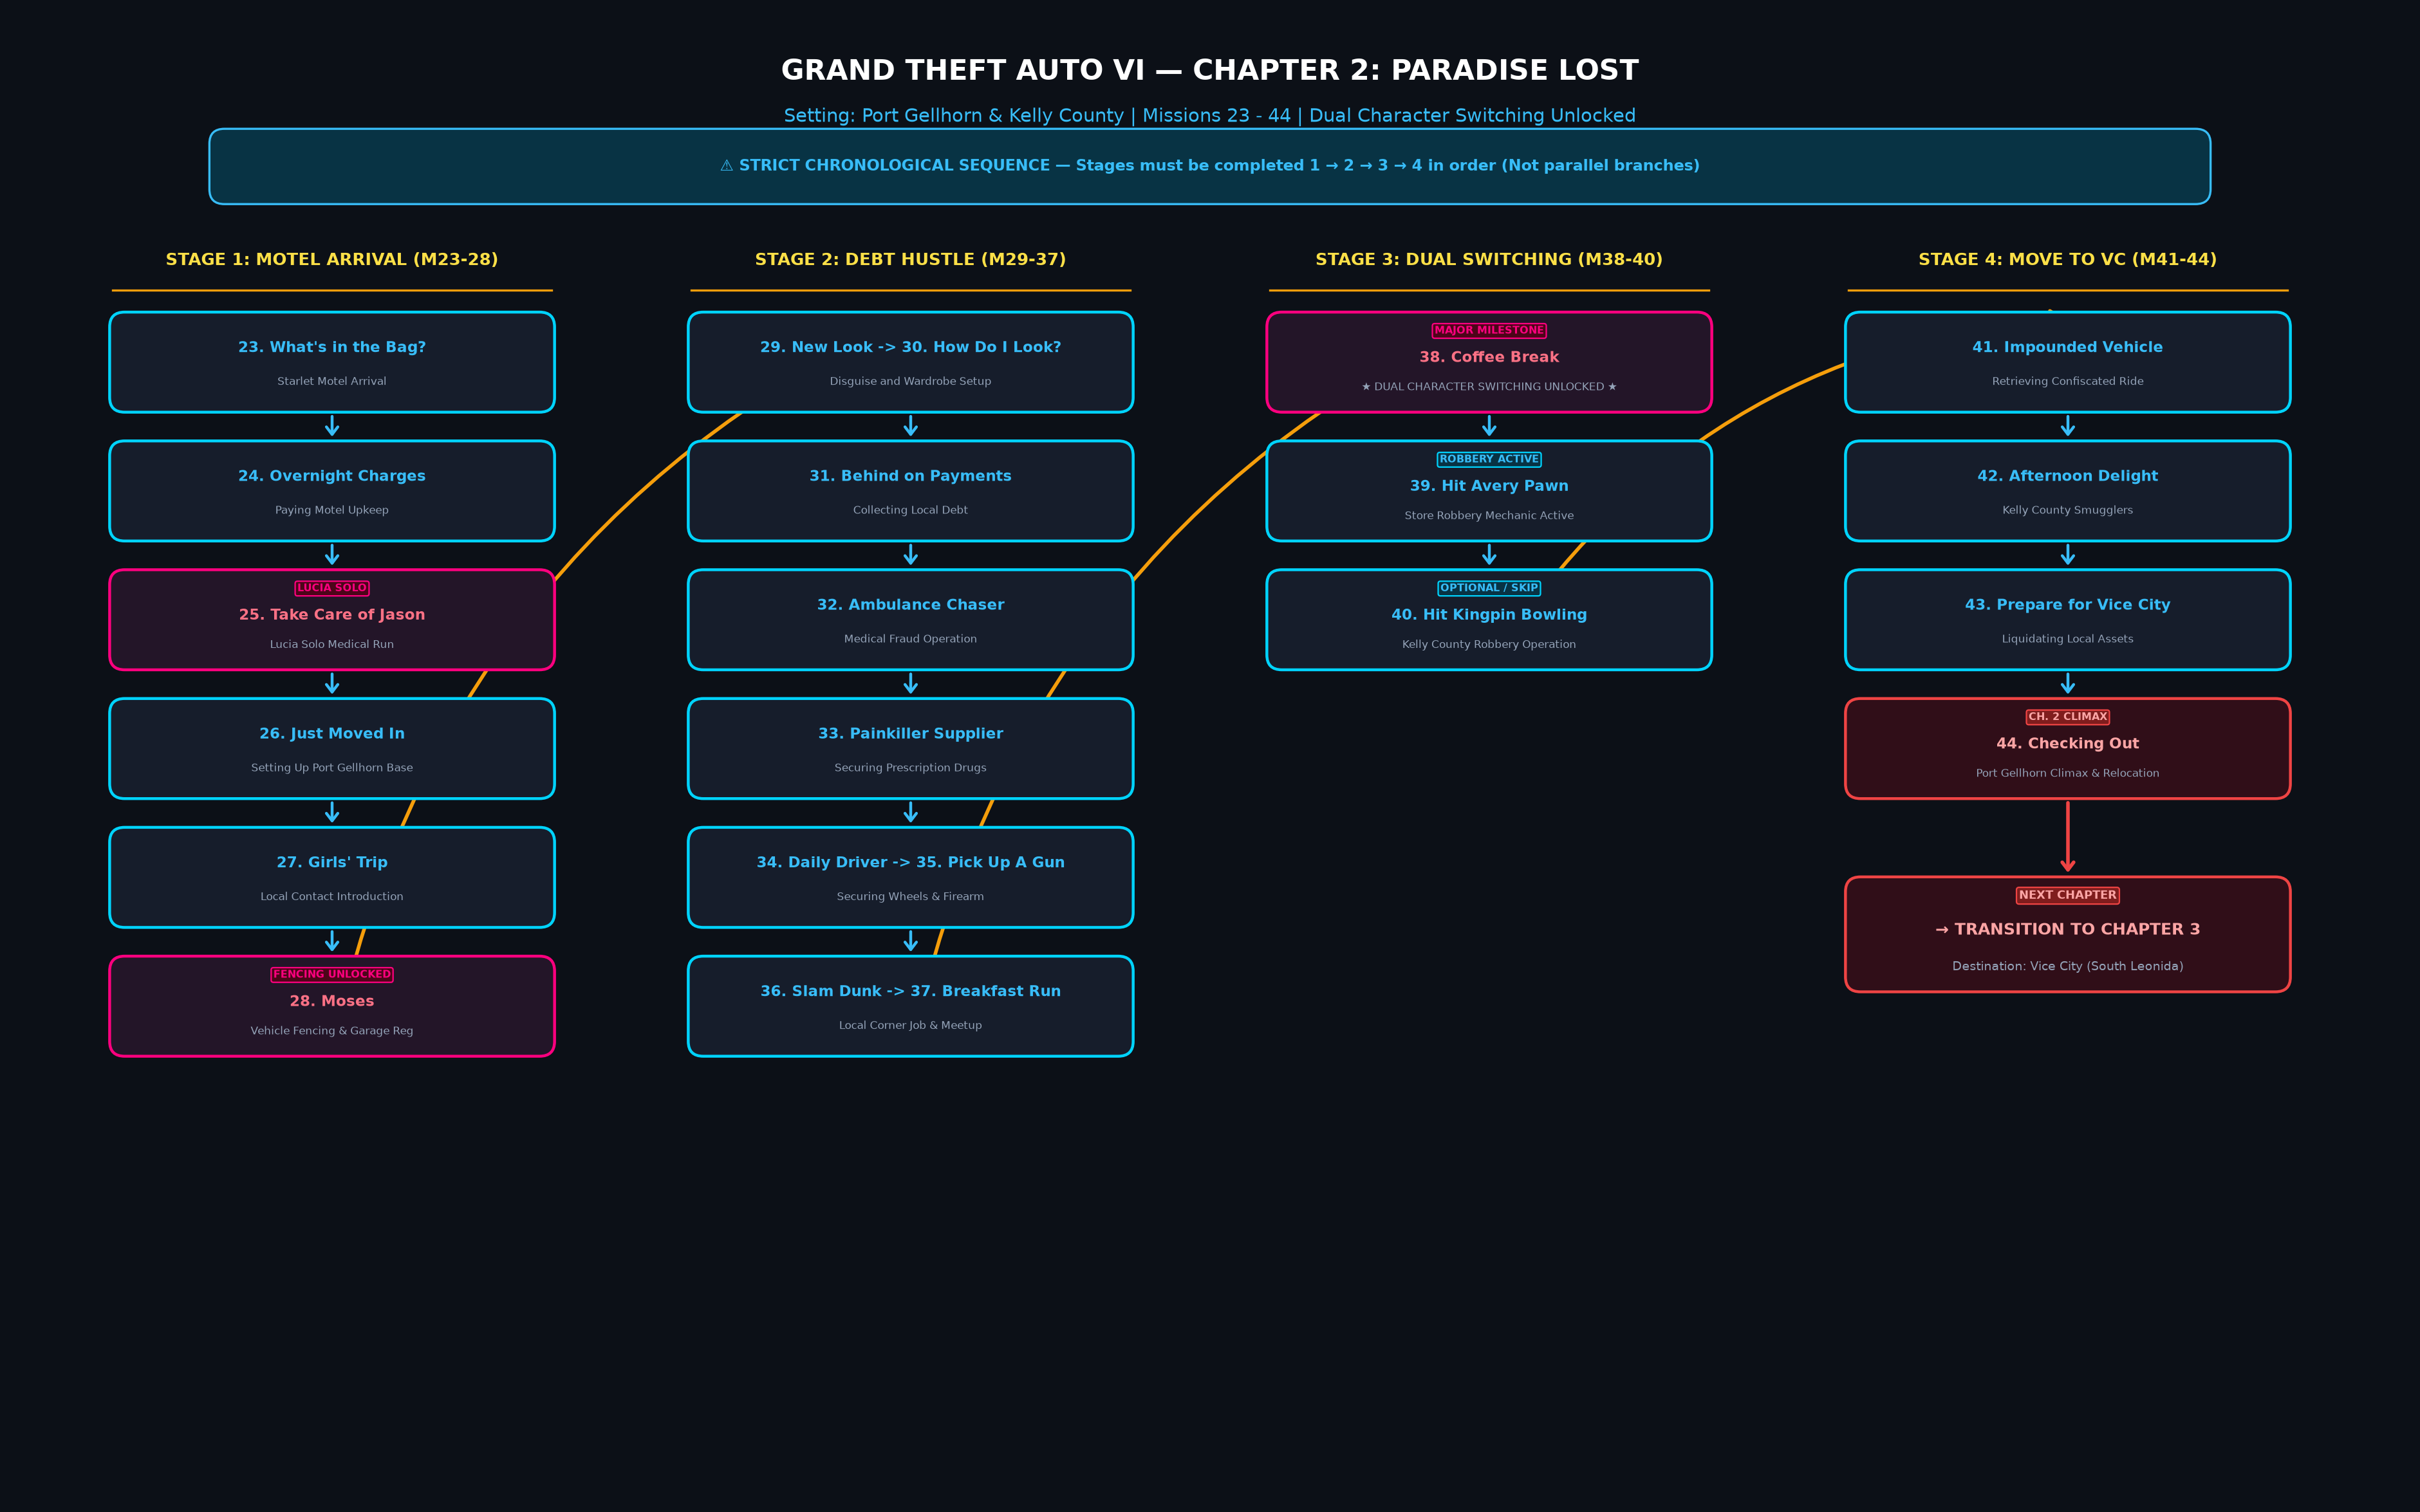 GRAND THEFT AUTO VI — CHAPTER 2: PARADISE LOST
Setting: Port Gellhorn & Kelly County | Missions 23 - 44 | Dual Character Switching Unlocked
⚠ STRICT CHRONOLOGICAL SEQUENCE — Stages must be completed 1 → 2 → 3 → 4 in order (Not parallel branches)
STAGE 1: MOTEL ARRIVAL (M23-28)
23. What's in the Bag?
Starlet Motel Arrival
24. Overnight Charges
Paying Motel Upkeep
LUCIA SOLO
25. Take Care of Jason
Lucia Solo Medical Run
26. Just Moved In
Setting Up Port Gellhorn Base
27. Girls' Trip
Local Contact Introduction
FENCING UNLOCKED
28. Moses
Vehicle Fencing & Garage Reg
STAGE 2: DEBT HUSTLE (M29-37)
29. New Look -> 30. How Do I Look?
Disguise and Wardrobe Setup
31. Behind on Payments
Collecting Local Debt
32. Ambulance Chaser
Medical Fraud Operation
33. Painkiller Supplier
Securing Prescription Drugs
34. Daily Driver -> 35. Pick Up A Gun
Securing Wheels & Firearm
36. Slam Dunk -> 37. Breakfast Run
Local Corner Job & Meetup
STAGE 3: DUAL SWITCHING (M38-40)
MAJOR MILESTONE
38. Coffee Break
★ DUAL CHARACTER SWITCHING UNLOCKED ★
ROBBERY ACTIVE
39. Hit Avery Pawn
Store Robbery Mechanic Active
OPTIONAL / SKIP
40. Hit Kingpin Bowling
Kelly County Robbery Operation
STAGE 4: MOVE TO VC (M41-44)
41. Impounded Vehicle
Retrieving Confiscated Ride
42. Afternoon Delight
Kelly County Smugglers
43. Prepare for Vice City
Liquidating Local Assets
CH. 2 CLIMAX
44. Checking Out
Port Gellhorn Climax & Relocation
NEXT CHAPTER
→ TRANSITION TO CHAPTER 3
Destination: Vice City (South Leonida)